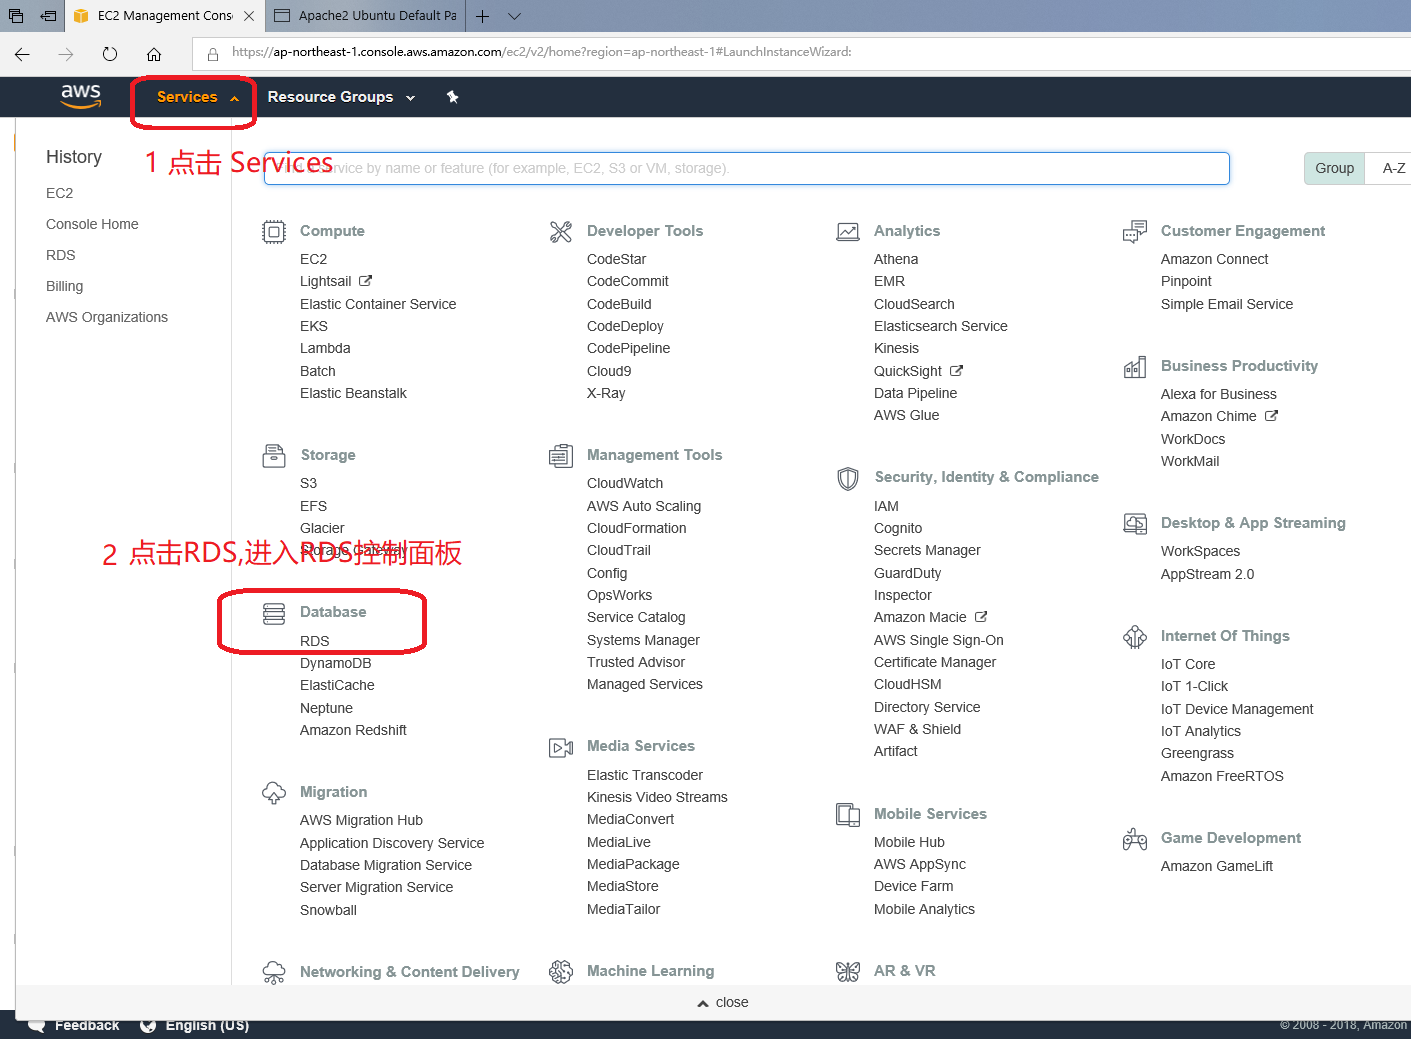 EC2 Management Cons
Apache2 Ubuntu Default Pa
https://ap-northeast-1.console.aws.amazon.com/ec2/v2/home?region=ap-northeast-1#LaunchInstanceWizard:
aws
Services
Resource Groups
1 点击 Services
service by name or feature (for example, EC2, S3 or VM, storage).
Group
A-Z
History
EC2
Console Home
RDS
Billing
AWS Organizations
Compute
EC2
Lightsail
Elastic Container Service
EKS
Lambda
Batch
Elastic Beanstalk
Storage
S3
EFS
Glacier
Storage Gateway
2 点击RDS,进入RDS控制面板
Database
RDS
DynamoDB
ElastiCache
Neptune
Amazon Redshift
Migration
AWS Migration Hub
Application Discovery Service
Database Migration Service
Server Migration Service
Snowball
Networking & Content Delivery
Developer Tools
CodeStar
CodeCommit
CodeBuild
CodeDeploy
CodePipeline
Cloud9
X-Ray
Management Tools
CloudWatch
AWS Auto Scaling
CloudFormation
CloudTrail
Config
OpsWorks
Service Catalog
Systems Manager
Trusted Advisor
Managed Services
Media Services
Elastic Transcoder
Kinesis Video Streams
MediaConvert
MediaLive
MediaPackage
MediaStore
MediaTailor
Machine Learning
Analytics
Athena
EMR
CloudSearch
Elasticsearch Service
Kinesis
QuickSight
Data Pipeline
AWS Glue
Security, Identity & Compliance
IAM
Cognito
Secrets Manager
GuardDuty
Inspector
Amazon Macie
AWS Single Sign-On
Certificate Manager
CloudHSM
Directory Service
WAF & Shield
Artifact
Mobile Services
Mobile Hub
AWS AppSync
Device Farm
Mobile Analytics
AR & VR
Customer Engagement
Amazon Connect
Pinpoint
Simple Email Service
Business Productivity
Alexa for Business
Amazon Chime
WorkDocs
WorkMail
Desktop & App Streaming
WorkSpaces
AppStream 2.0
Internet Of Things
IoT Core
IoT 1-Click
IoT Device Management
IoT Analytics
Greengrass
Amazon FreeRTOS
Game Development
Amazon GameLift
close
Feedback
English (US)
© 2008 - 2018, Amazon